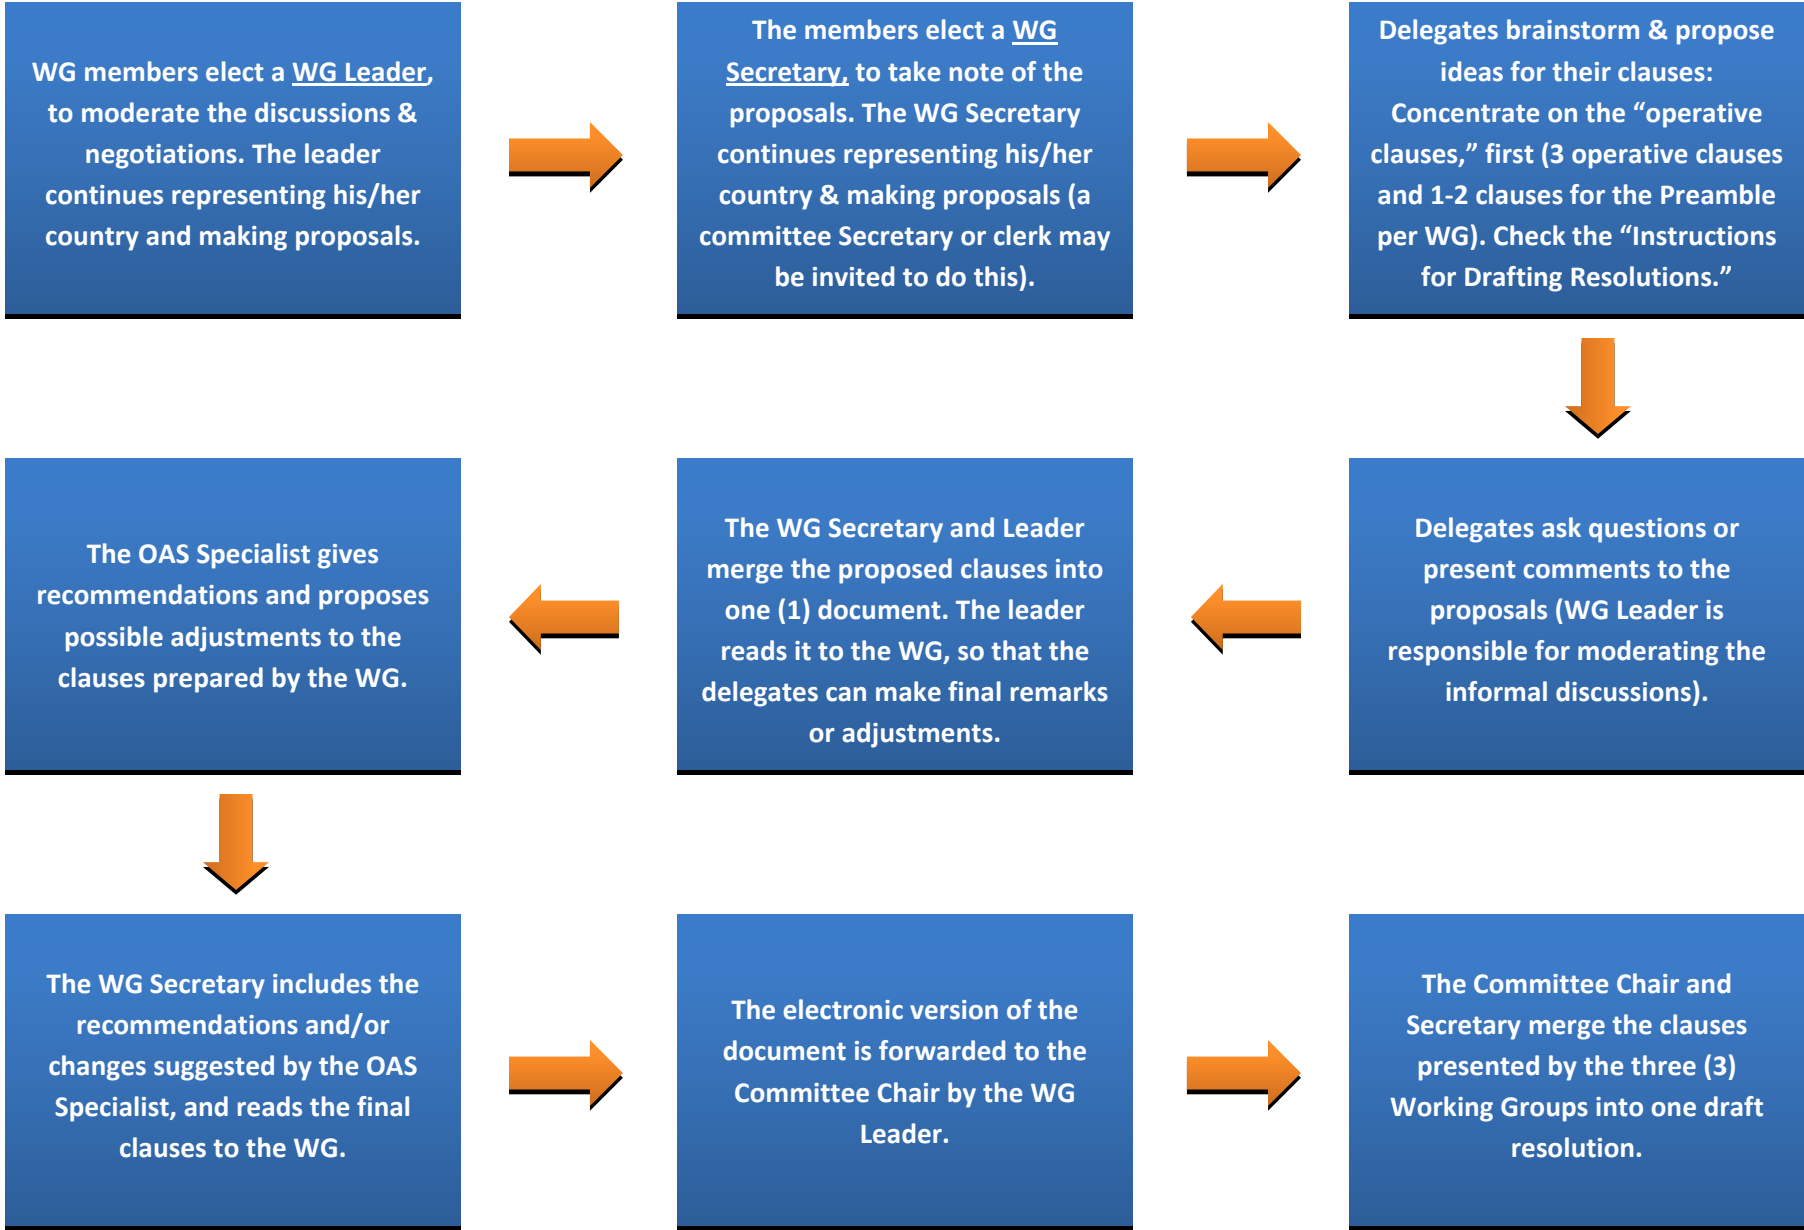 WG members elect a WG Leader,
to moderate the discussions &
negotiations. The leader
continues representing his/her
country and making proposals.
The members elect a WG
Secretary, to take note of the
proposals. The WG Secretary
continues representing his/her
country & making proposals (a
committee Secretary or clerk may
be invited to do this).
Delegates brainstorm & propose
ideas for their clauses:
Concentrate on the “operative
clauses,” first (3 operative clauses
and 1-2 clauses for the Preamble
per WG). Check the “Instructions
for Drafting Resolutions.”
Delegates ask questions or
present comments to the
proposals (WG Leader is
responsible for moderating the
informal discussions).
The WG Secretary and Leader
merge the proposed clauses into
one (1) document. The leader
reads it to the WG, so that the
delegates can make final remarks
or adjustments.
The OAS Specialist gives
recommendations and proposes
possible adjustments to the
clauses prepared by the WG.
The WG Secretary includes the
recommendations and/or
changes suggested by the OAS
Specialist, and reads the final
clauses to the WG.
The electronic version of the
document is forwarded to the
Committee Chair by the WG
Leader.
The Committee Chair and
Secretary merge the clauses
presented by the three (3)
Working Groups into one draft
resolution.